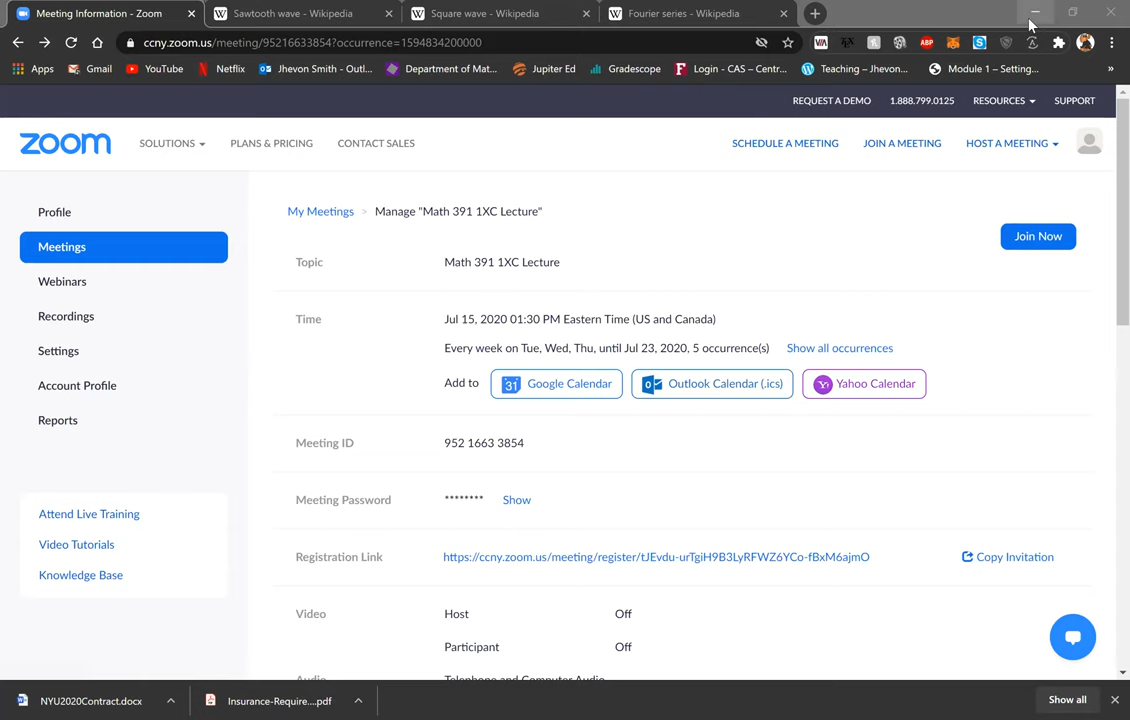 Meeting Information - Zoom
Sawtooth wave - Wikipedia
Square wave - Wikipedia
Fourier series - Wikipedia
ccny.zoom.us/meeting/95216633854?occurrence=1594834200000
Apps
Gmail
YouTube
Netflix
Jhevon Smith - Outl...
Department of Mat...
Jupiter Ed
Gradescope
Login - CAS – Centr...
Teaching – Jhevon...
Module 1 – Setting...
REQUEST A DEMO
1.888.799.0125
RESOURCES
SUPPORT
zoom
SOLUTIONS
PLANS & PRICING
CONTACT SALES
SCHEDULE A MEETING
JOIN A MEETING
HOST A MEETING
Profile
Meetings
Webinars
Recordings
Settings
Account Profile
Reports
Attend Live Training
Video Tutorials
Knowledge Base
My Meetings > Manage "Math 391 1XC Lecture"
Join Now
Topic
Math 391 1XC Lecture
Time
Jul 15, 2020 01:30 PM Eastern Time (US and Canada)
Every week on Tue, Wed, Thu, until Jul 23, 2020, 5 occurrence(s)
Show all occurrences
Add to
31 Google Calendar
Outlook Calendar (.ics)
Yahoo Calendar
Meeting ID
952 1663 3854
Meeting Password
********
Show
Registration Link
https://ccny.zoom.us/meeting/register/tJEvdu-urTgiH9B3LyRFWZ6YCo-fBxM6ajmO
Copy Invitation
Video
Host
Off
Participant
Off
Audio
Telephone and Computer Audio
NYU2020Contract.docx
Insurance-Require....pdf
Show all